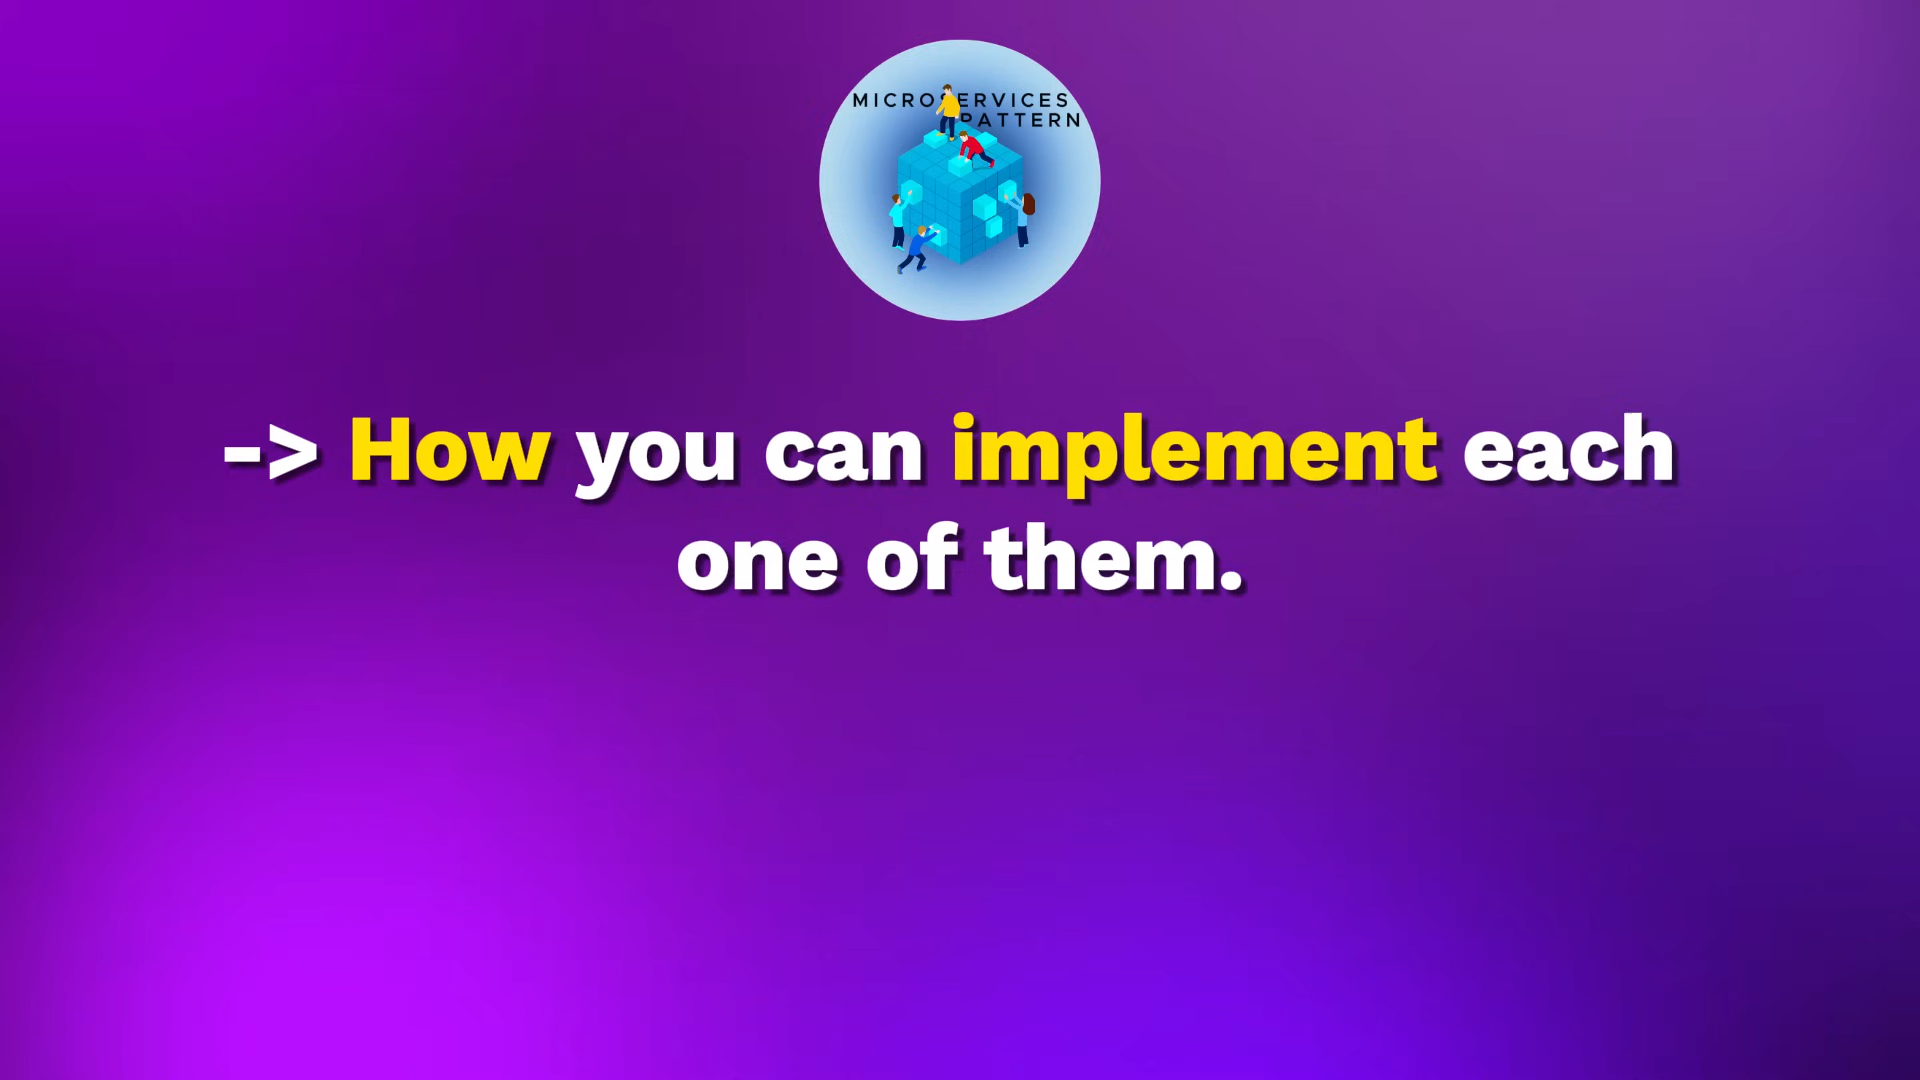 MICROSERVICES
PATTERN
-> How you can implement each
one of them.